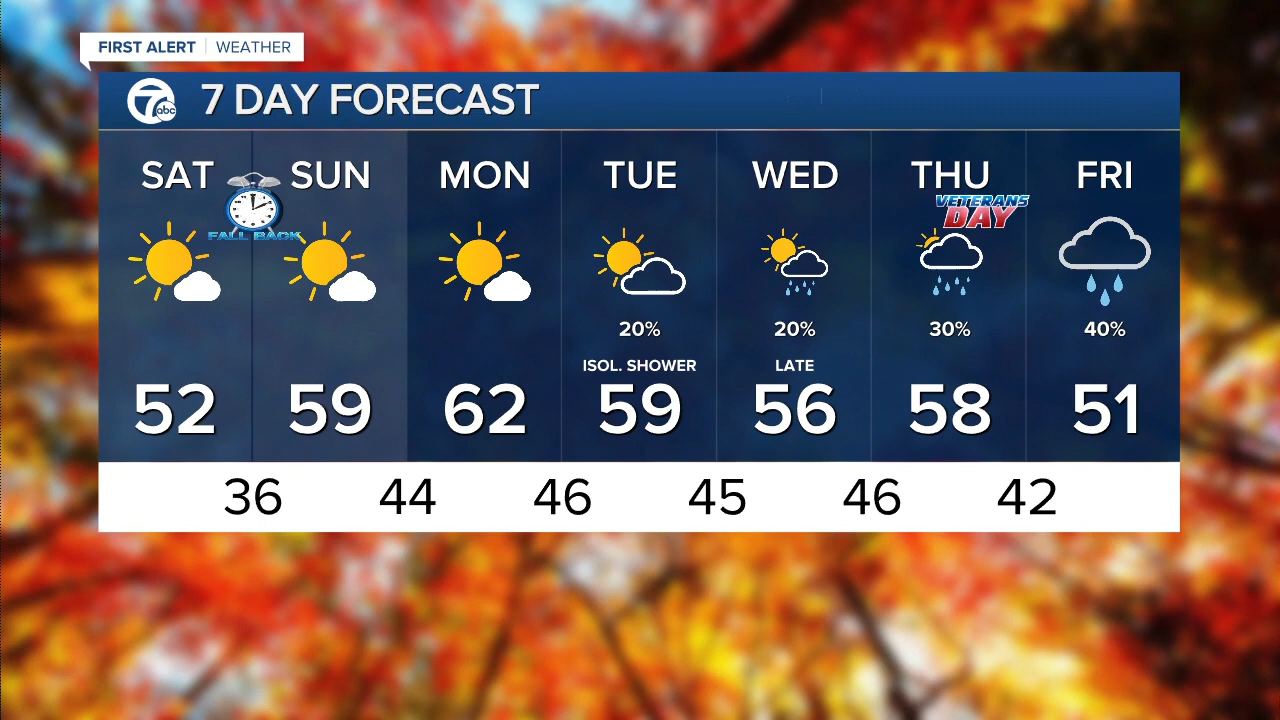 FIRST ALERT | WEATHER
7 abc 7 DAY FORECAST
SAT SUN MON TUE WED THU FRI
VETERANS
DAY
FALL BACK
20% 20% 30% 40%
ISOL. SHOWER LATE
52 59 62 59 56 58 51
36 44 46 45 46 42